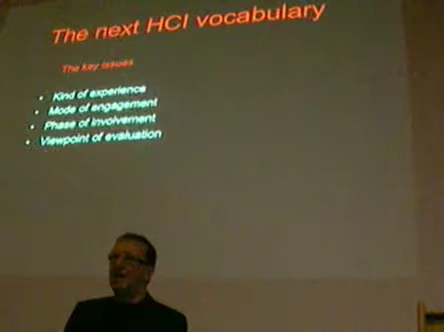 The next HCI vocabulary
The key issues
• Kind of experience
• Mode of engagement
• Phase of involvement
• Viewpoint of evaluation